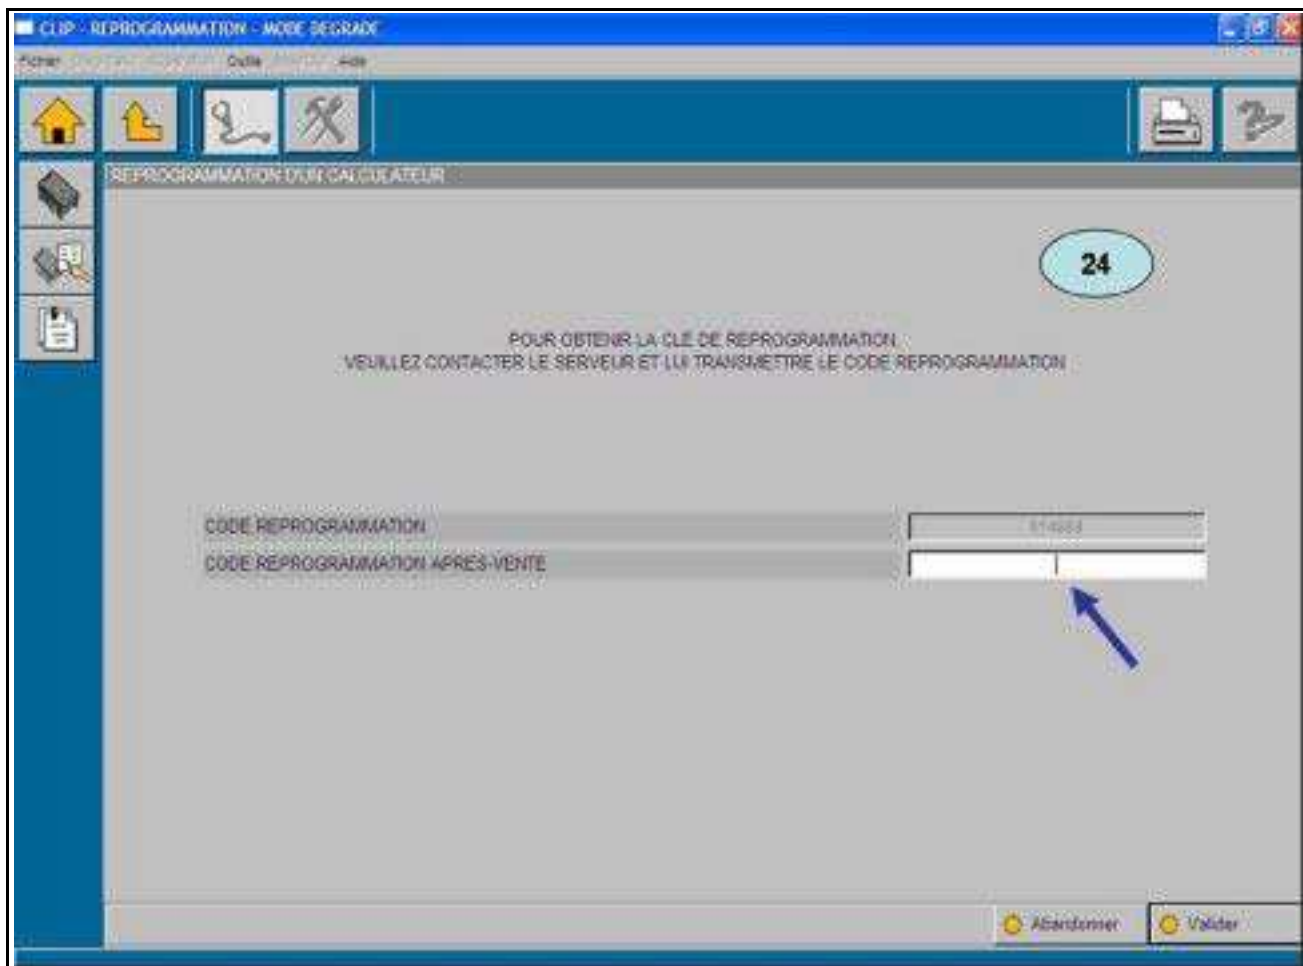 CLIP - REPROGRAMMATION - MODE DEGRADE
Fichier Outils Aide
REPROGRAMMATION D'UN CALCULATEUR
24
POUR OBTENIR LA CLE DE REPROGRAMMATION
VEUILLEZ CONTACTER LE SERVEUR ET LUI TRANSMETTRE LE CODE REPROGRAMMATION
CODE REPROGRAMMATION
CODE REPROGRAMMATION APRES-VENTE
Abandonner Valider